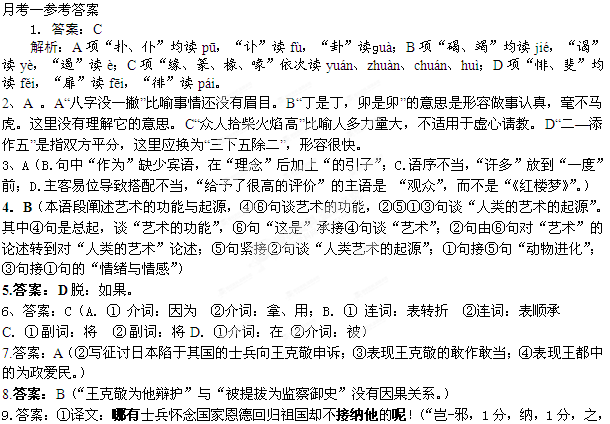 月考一参考答案
1. 答案：C
解析：A 项“扑、仆”均读 pū，“讣”读 fù，“卦”读ɡuà；B 项“碣、竭”均读 jié，“谒”
读 yè，“遏”读 è；C 项“缘、篆、椽、喙”依次读 yuán、zhuàn、chuán、huì；D 项“悱、斐”均
读 fěi，“扉”读 fēi，“徘”读 pái。
2、A 。A“八字没一撇”比喻事情还没有眉目。B“丁是丁，卯是卯”的意思是形容做事认真，毫不马
虎。这里没有理解它的意思。C“众人拾柴火焰高”比喻人多力量大，不适用于虚心请教。D“二—添
作五”是指双方平分，这里应换为“三下五除二”，形容很快。
3、A（B.句中“作为”缺少宾语，在“理念”后加上“的引子”；C.语序不当，“许多”放到“一度”
前；D.主客易位导致搭配不当，“给予了很高的评价”的主语是 “观众”，而不是“《红楼梦》”。）
4．B（本语段阐述艺术的功能与起源，④⑥句谈艺术的功能，②⑤①③句谈“人类的艺术的起源”。
其中④句是总起，谈“艺术的功能”，⑥句“这是”承接④句谈“艺术”；②句由⑥句对“艺术”的
论述转到对“人类的艺术”论述；⑤句紧接②句谈“人类艺术的起源”；①句接⑤句“动物进化”；
③句接①句的“情绪与情感”）
5.答案：D脱：如果。
6、答案：C（A．① 介词：因为 ②介词：拿、用；B．① 连词：表转折 ②连词：表顺承
C．①副词：将 ②副词：将 D．①介词：在 ②介词：被）
7.答案：A（②写征讨日本陷于其国的士兵向王克敬申诉；③表现王克敬的敢作敢当；④表现王都中
的为政爱民。）
8.答案：B（“王克敬为他辩护”与“被提拔为监察御史”没有因果关系。）
9.答案：①译文：哪有士兵怀念国家恩德回归祖国却不接纳他的呢！（“岂-邪，1 分，纳，1 分，之，